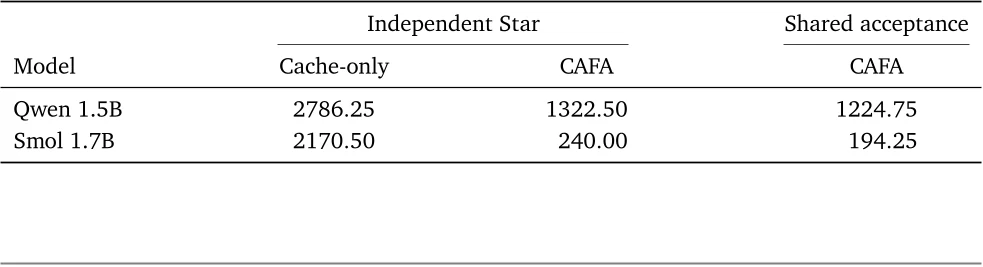 Independent Star Shared acceptance
Model Cache-only CAFA CAFA
Qwen 1.5B 2786.25 1322.50 1224.75
Smol 1.7B 2170.50 240.00 194.25